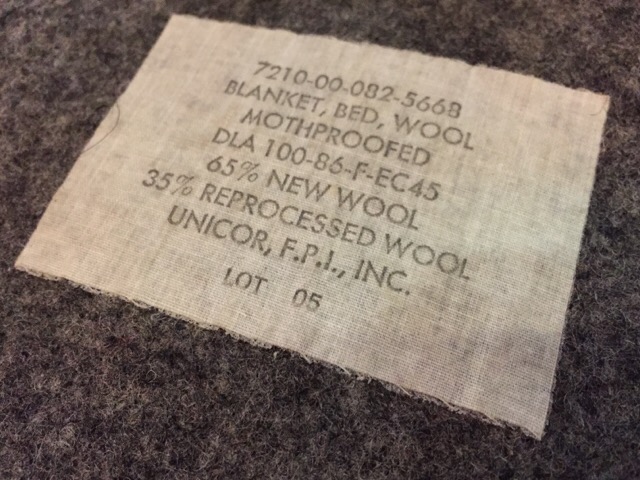 7210-00-082-5668
BLANKET, BED, WOOL
MOTHPROOFED
DLA 100-86-F-EC45
65% NEW WOOL
35% REPROCESSED WOOL
UNICOR, F.P.I., INC.
LOT 05